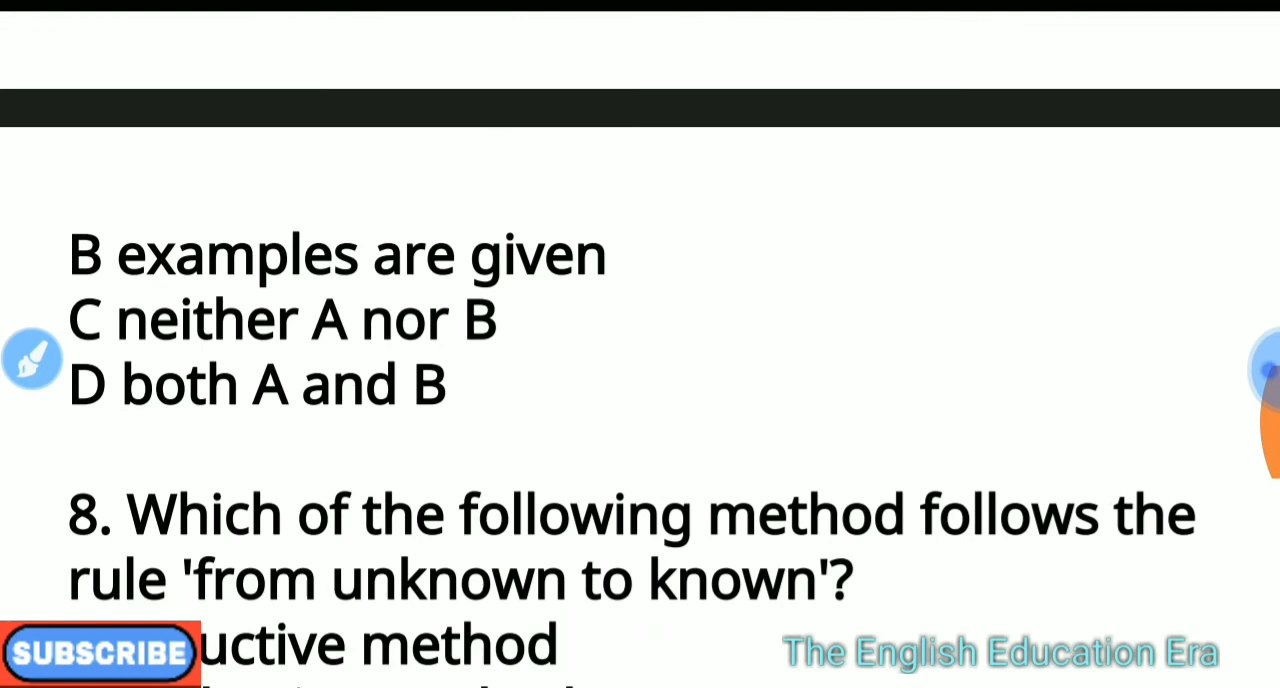 B examples are given
C neither A nor B
D both A and B
8. Which of the following method follows the
rule 'from unknown to known'?
uctive method
SUBSCRIBE
The English Education Era